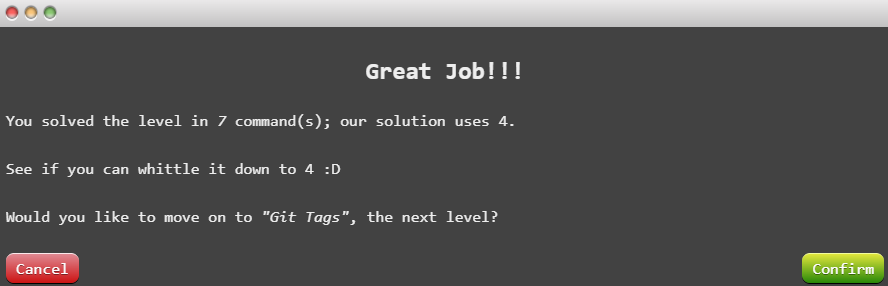 Great Job!!!
You solved the level in 7 command(s); our solution uses 4.
See if you can whittle it down to 4 :D
Would you like to move on to "Git Tags", the next level?
Cancel Confirm